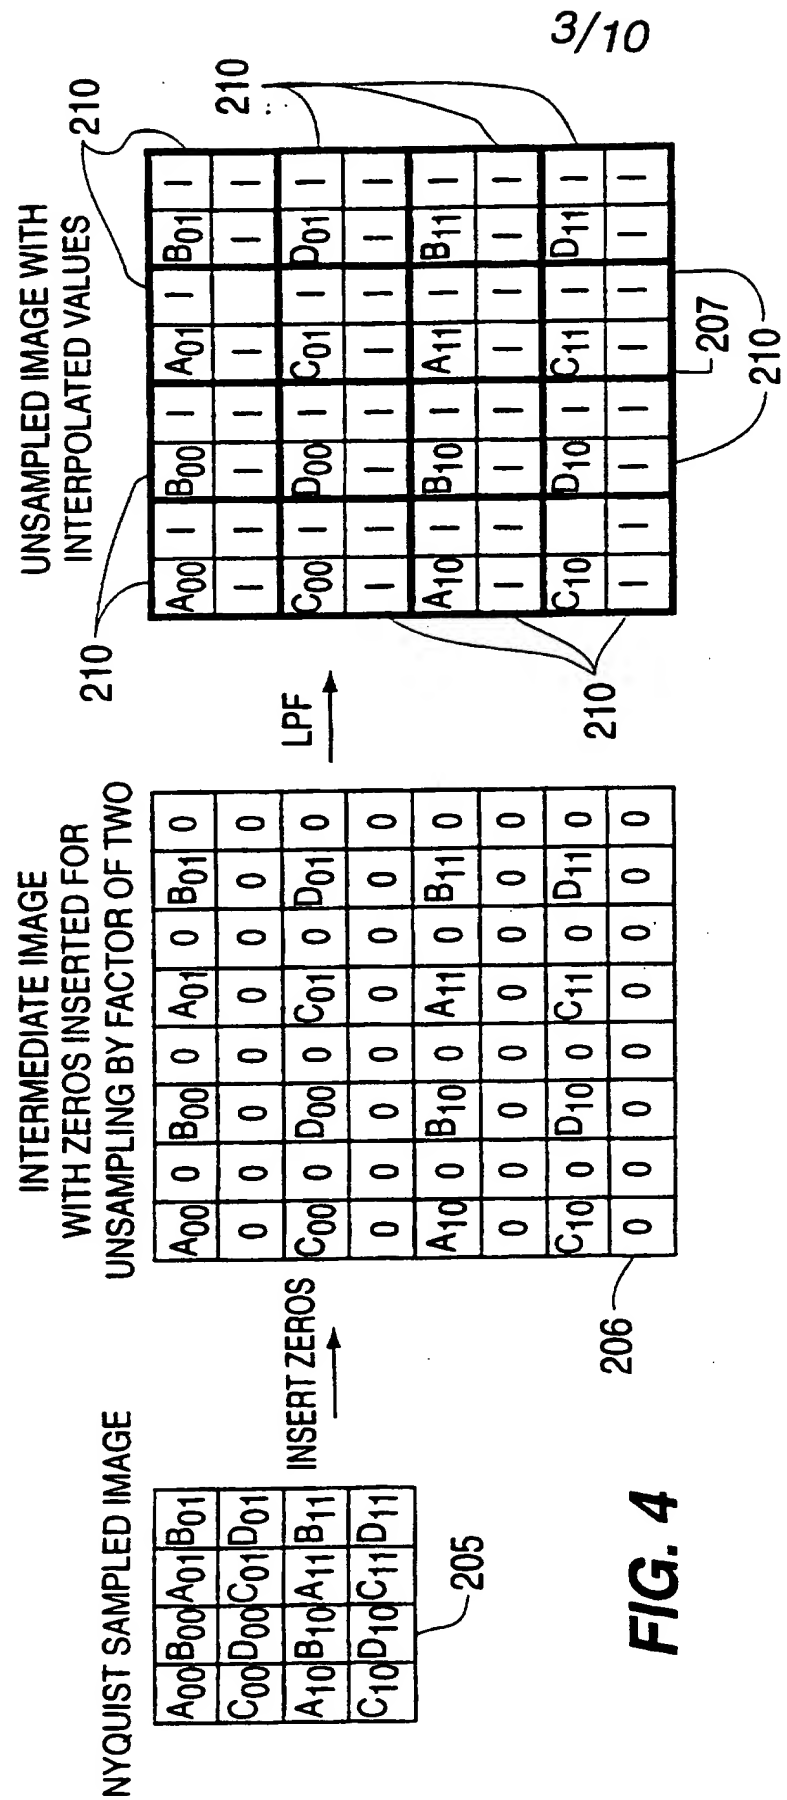 3/10
NYQUIST SAMPLED IMAGE
A00 B00 A01 B01
C00 D00 C01 D01
A10 B10 A11 B11
C10 D10 C11 D11
205
INSERT ZEROS
INTERMEDIATE IMAGE
WITH ZEROS INSERTED FOR
UNSAMPLING BY FACTOR OF TWO
A00 0 B00 0 A01 0 B01 0
0 0 0 0 0 0 0 0
C00 0 D00 0 C01 0 D01 0
0 0 0 0 0 0 0 0
A10 0 B10 0 A11 0 B11 0
0 0 0 0 0 0 0 0
C10 0 D10 0 C11 0 D11 0
0 0 0 0 0 0 0 0
206
LPF
UNSAMPLED IMAGE WITH
INTERPOLATED VALUES
210
210
210
A00 I B00 I A01 I B01 I
I I I I I I I
C00 I D00 I C01 I D01 I
I I I I I I I I
A10 I B10 I A11 I B11 I
I I I I I I I I
C10 D10 I C11 I D11 I
I I I I I I I I
210
207
210
FIG. 4